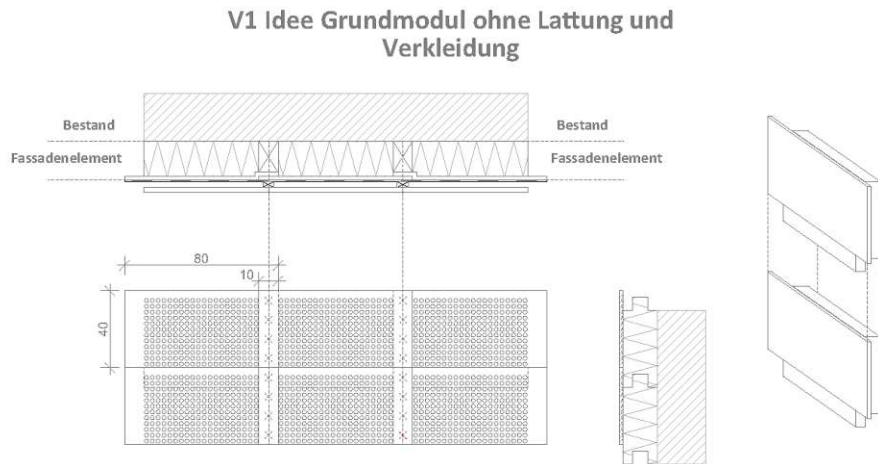 V1 Idee Grundmodul ohne Lattung und
Verkleidung
Bestand
Bestand
Fassadenelement
Fassadenelement
80
10
40